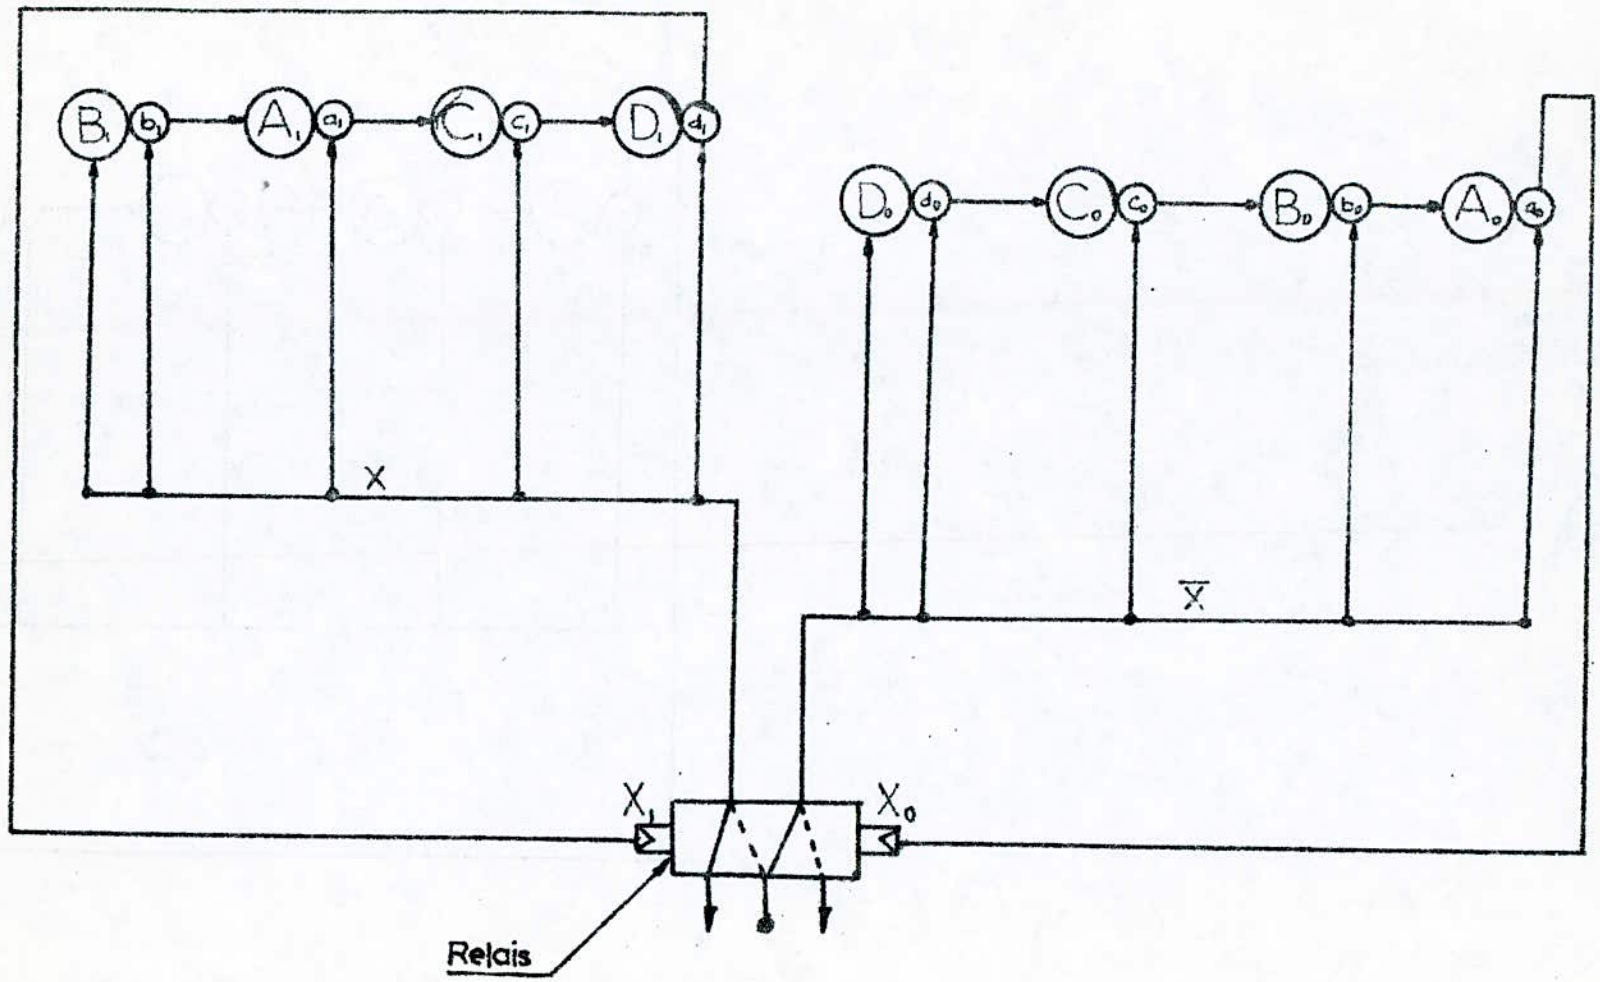 B₁ b₁ A₁ a₁ C₁ c₁ D₁ d₁
D₀ d₀ C₀ c₀ B₀ b₀ A₀ a₀
X
X̅
X₁ X₀
Relais